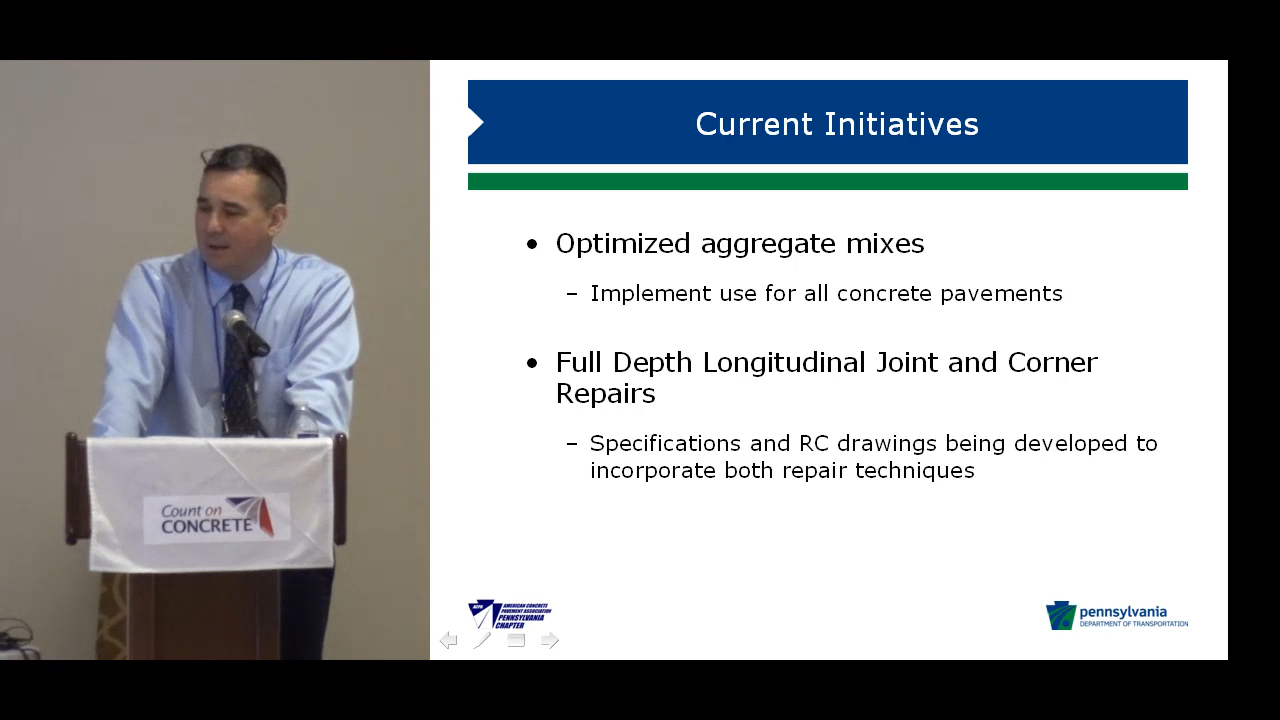 Current Initiatives
• Optimized aggregate mixes
– Implement use for all concrete pavements
• Full Depth Longitudinal Joint and Corner
Repairs
– Specifications and RC drawings being developed to
incorporate both repair techniques
Count on
CONCRETE
ACPA
AMERICAN CONCRETE
PAVEMENT ASSOCIATION
PENNSYLVANIA
CHAPTER
pennsylvania
DEPARTMENT OF TRANSPORTATION